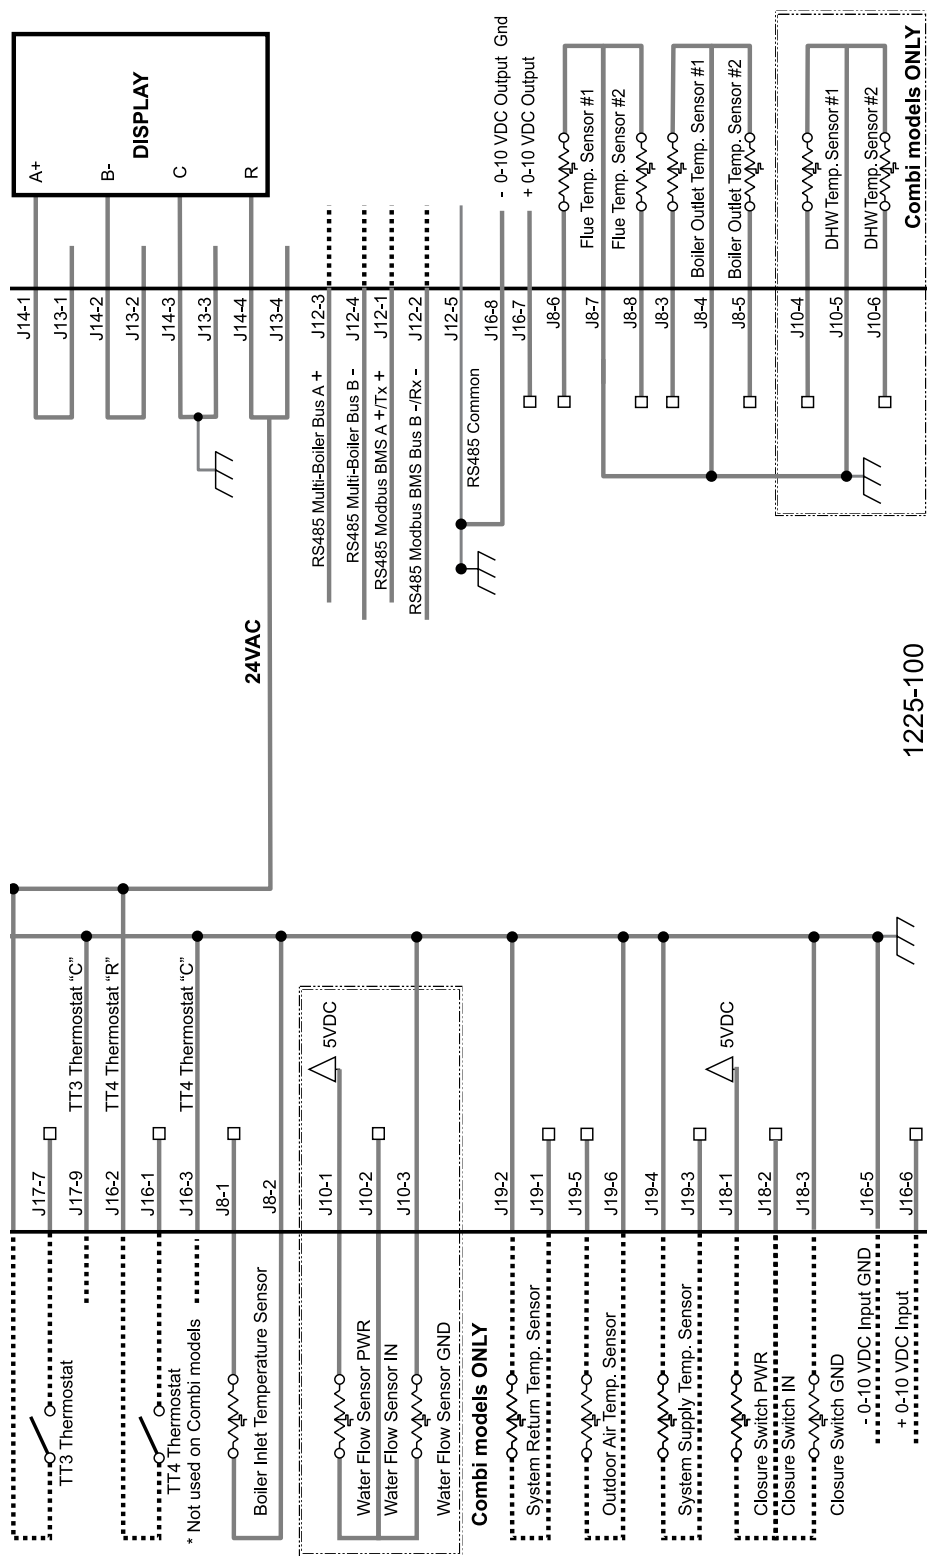 DISPLAY
A+
B-
C
R
J14-1
J13-1
J14-2
J13-2
J14-3
J13-3
J14-4
J13-4
J12-3
J12-4
J12-1
J12-2
J12-5
J16-8
J16-7
J8-6
J8-7
J8-8
J8-3
J8-4
J8-5
J10-4
J10-5
J10-6
RS485 Multi-Boiler Bus A +
RS485 Multi-Boiler Bus B -
RS485 Modbus BMS A +/Tx +
RS485 Modbus BMS Bus B -/Rx -
RS485 Common
- 0-10 VDC Output Gnd
+ 0-10 VDC Output
Flue Temp. Sensor #1
Flue Temp. Sensor #2
Boiler Outlet Temp. Sensor #1
Boiler Outlet Temp. Sensor #2
DHW Temp. Sensor #1
DHW Temp. Sensor #2
Combi models ONLY
24VAC
1225-100
TT3 Thermostat "C"
TT4 Thermostat "R"
TT4 Thermostat "C"
5VDC
5VDC
J17-7
J17-9
J16-2
J16-1
J16-3
J8-1
J8-2
J10-1
J10-2
J10-3
J19-2
J19-1
J19-5
J19-6
J19-4
J19-3
J18-1
J18-2
J18-3
J16-5
J16-6
TT3 Thermostat
TT4 Thermostat
* Not used on Combi models
Boiler Inlet Temperature Sensor
Water Flow Sensor PWR
Water Flow Sensor IN
Water Flow Sensor GND
Combi models ONLY
System Return Temp. Sensor
Outdoor Air Temp. Sensor
System Supply Temp. Sensor
Closure Switch PWR
Closure Switch IN
Closure Switch GND
- 0-10 VDC Input GND
+ 0-10 VDC Input